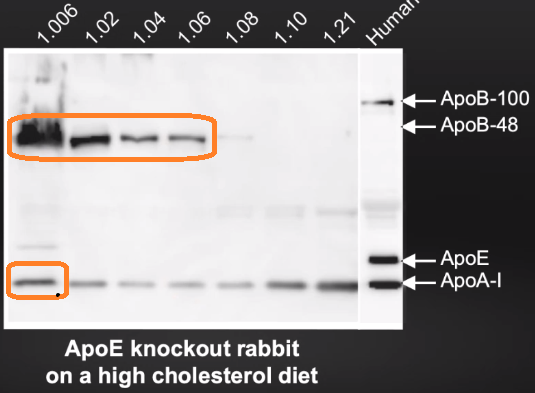 1.006 1.02 1.04 1.06 1.08 1.10 1.21 Human
ApoB-100
ApoB-48
ApoE
ApoA-I
ApoE knockout rabbit
on a high cholesterol diet